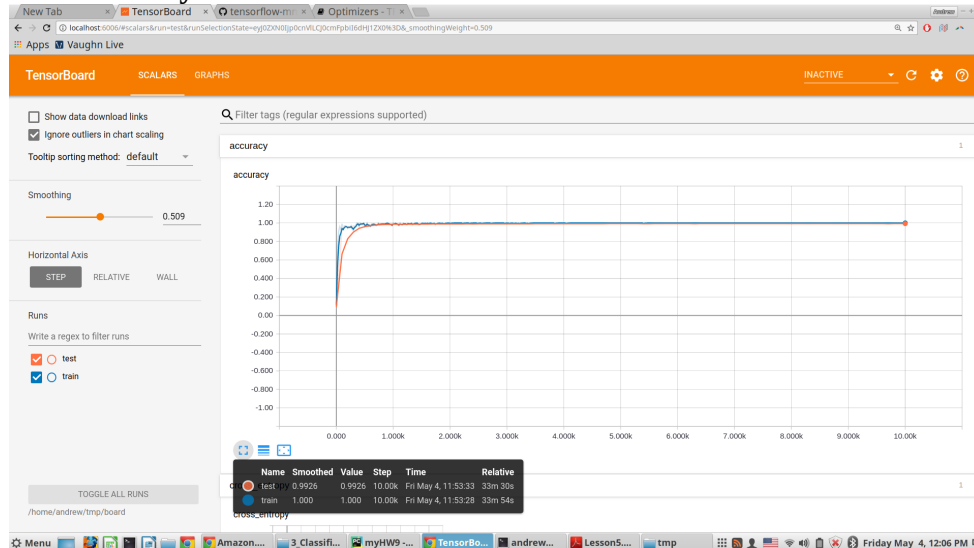 New Tab
TensorBoard
tensorflow-mn
Optimizers - T
Andrew
localhost:6006/#scalars&run=test&runSelectionState=eyJ0ZXN0Ijp0cnVlLCJ0cmFpbiI6dHJ1ZX0%3D&_smoothingWeight=0.509
Apps Vaughn Live
TensorBoard SCALARS GRAPHS INACTIVE
Show data download links
Ignore outliers in chart scaling
Tooltip sorting method: default
Smoothing
0.509
Horizontal Axis
STEP RELATIVE WALL
Runs
Write a regex to filter runs
test
train
TOGGLE ALL RUNS
/home/andrew/tmp/board
Filter tags (regular expressions supported)
accuracy 1
accuracy
1.20
1.00
0.800
0.600
0.400
0.200
0.00
-0.200
-0.400
-0.600
-0.800
-1.00
0.000 1.000k 2.000k 3.000k 4.000k 5.000k 6.000k 7.000k 8.000k 9.000k 10.00k
Name Smoothed Value Step Time Relative
test 0.9926 0.9926 10.00k Fri May 4, 11:53:33 33m 30s
train 1.000 1.000 10.00k Fri May 4, 11:53:28 33m 54s
1
cross_entropy
Menu Amazon.... 3_Classifi... myHW9 -... TensorBo... andrew... Lesson5.... tmp Friday May 4, 12:06 PM